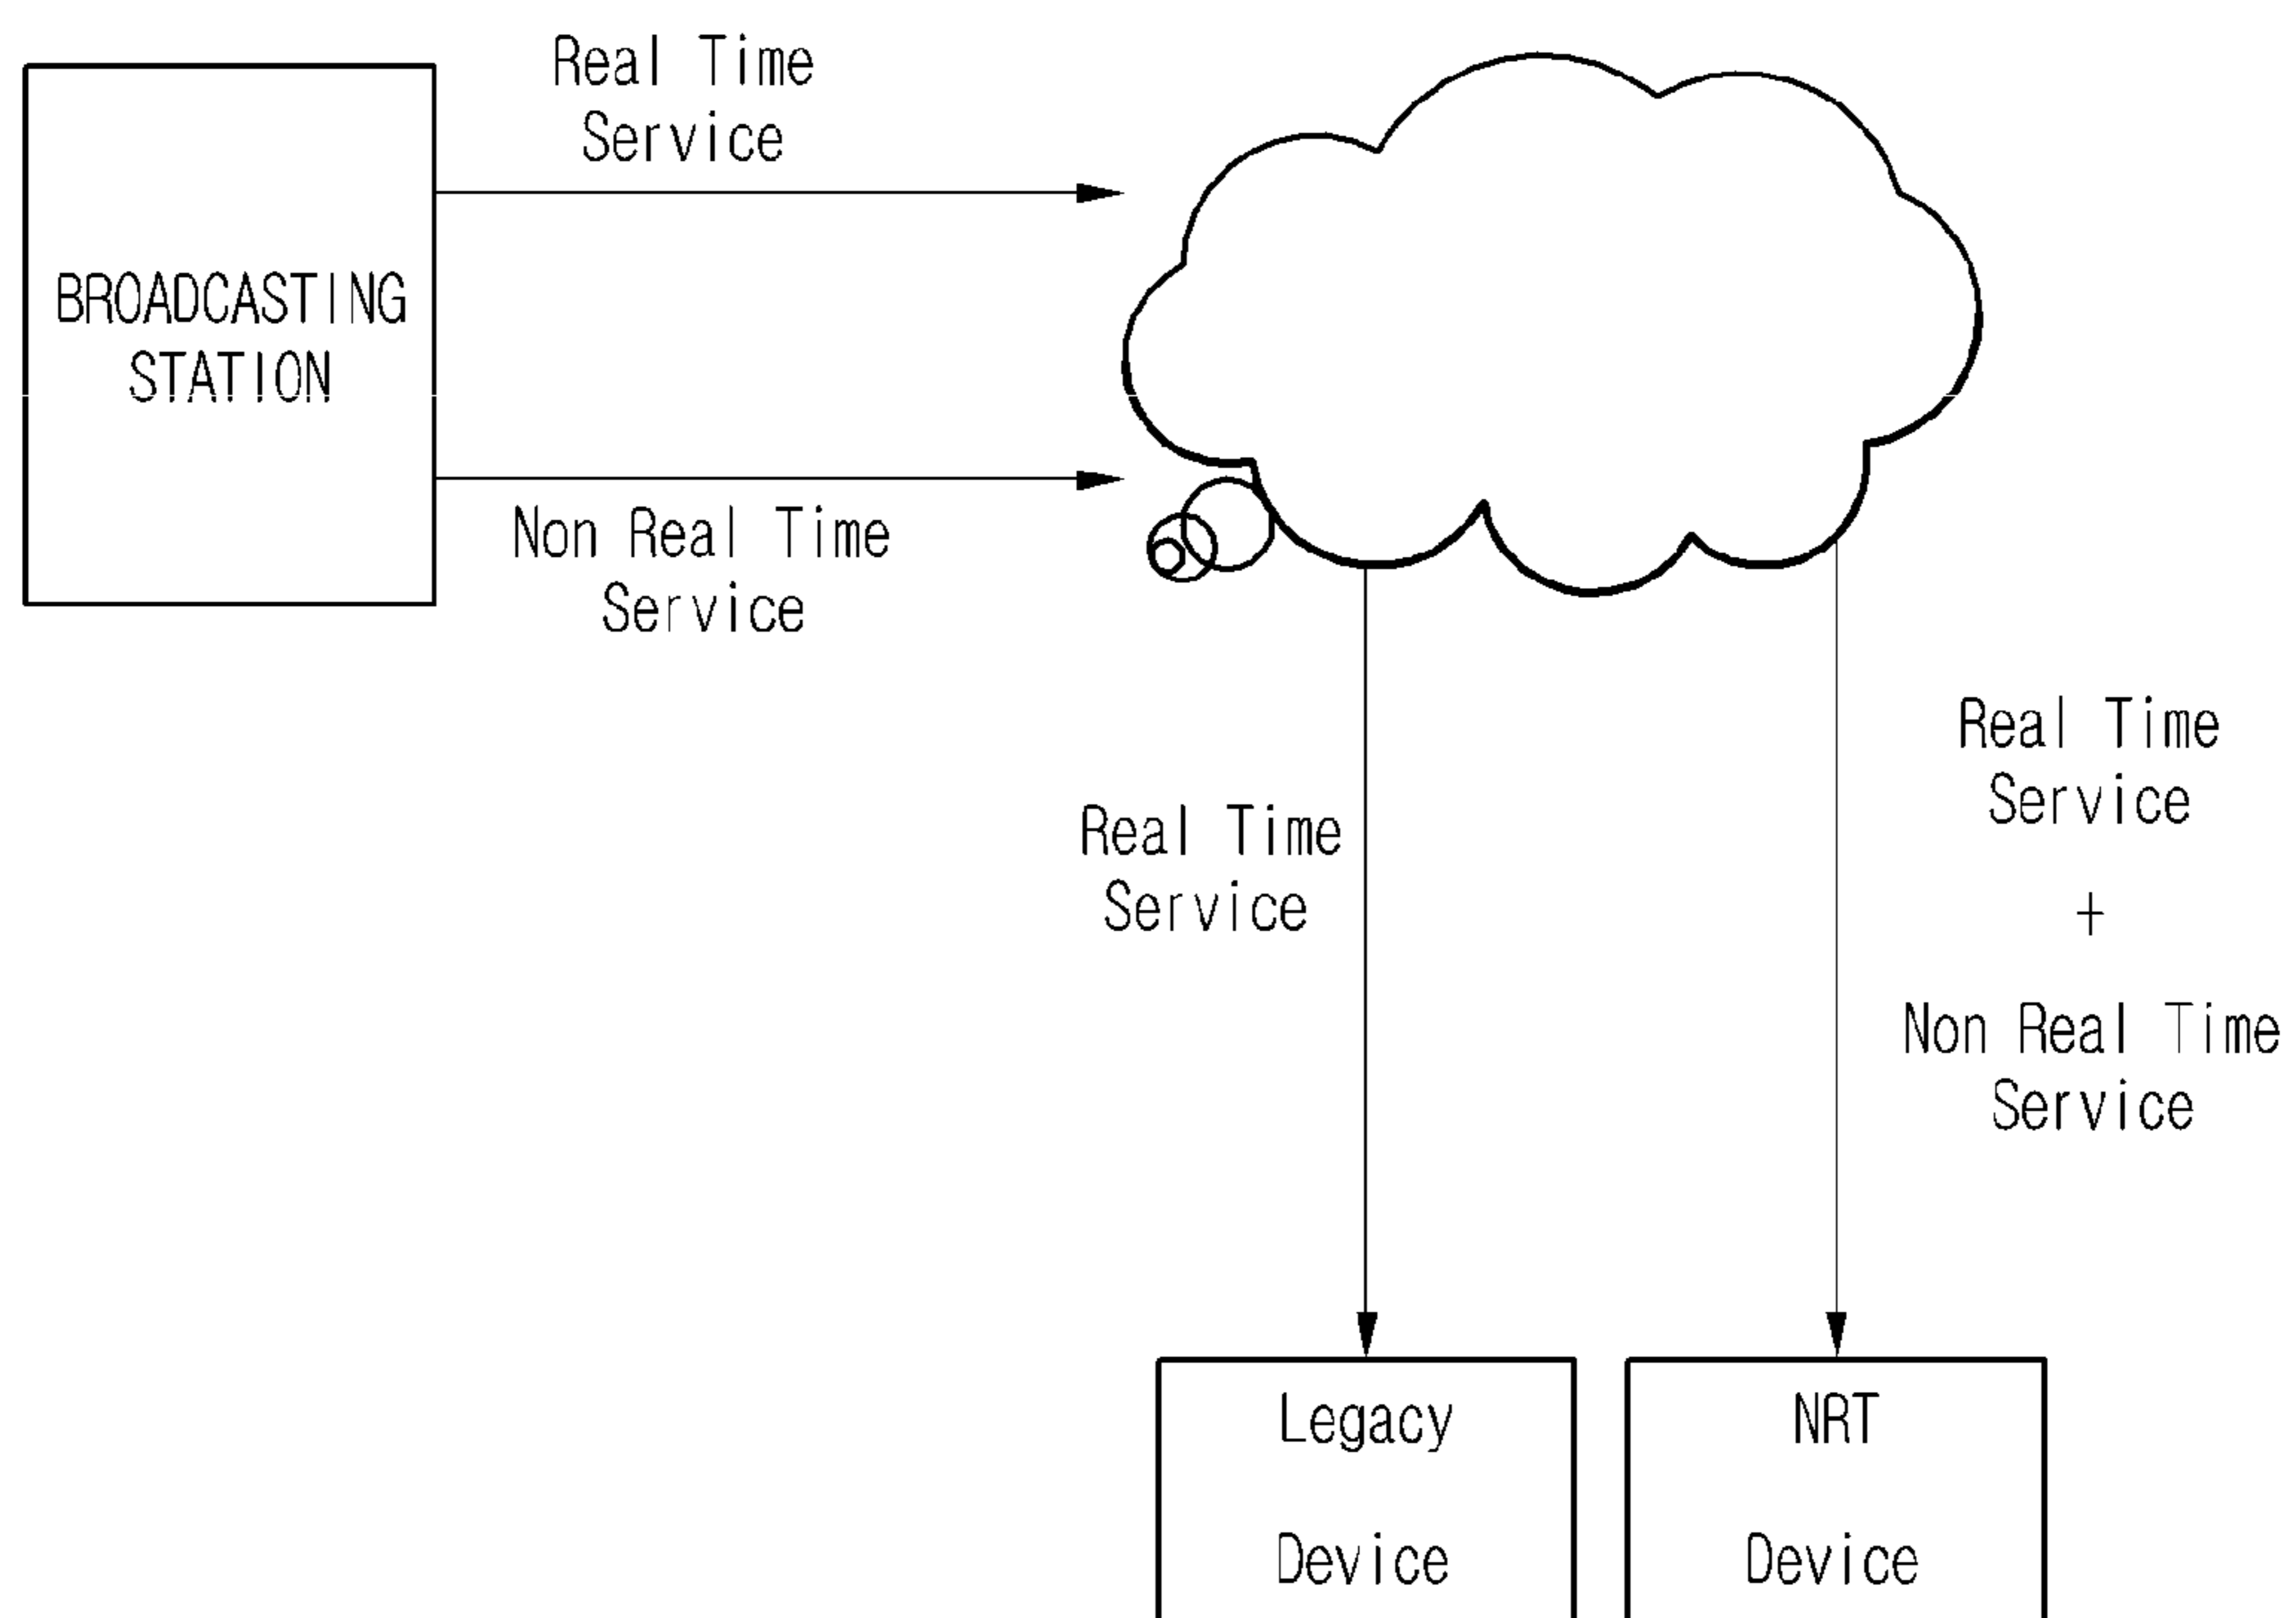 Real Time
Service
BROADCASTING
STATION
Non Real Time
Service
Real Time
Service
Real Time
Service
+
Non Real Time
Service
Legacy
Device
NRT
Device